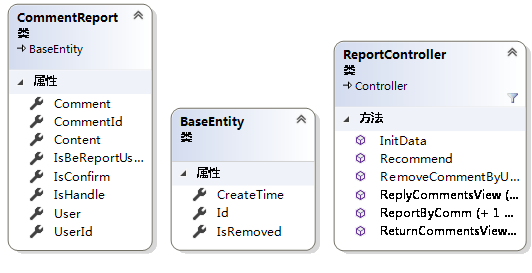 CommentReport
类
BaseEntity
属性
Comment
CommentId
Content
IsBeReportUs...
IsConfirm
IsHandle
User
UserId
BaseEntity
类
属性
CreateTime
Id
IsRemoved
ReportController
类
Controller
方法
InitData
Recommend
RemoveCommentByU...
ReplyCommentsView (...
ReportByComm (+ 1 ...
ReturnCommentsView...